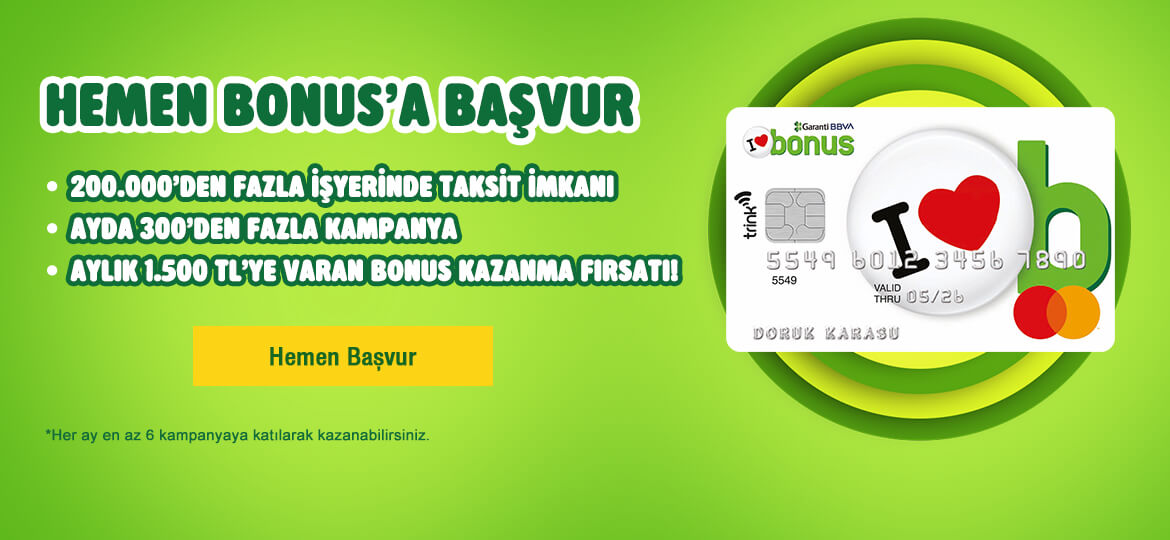 HEMEN BONUS'A BAŞVUR
• 200.000'DEN FAZLA İŞYERİNDE TAKSİT İMKANI
• AYDA 300'DEN FAZLA KAMPANYA
• AYLIK 1.500 TL'YE VARAN BONUS KAZANMA FIRSATI!
Hemen Başvur
*Her ay en az 6 kampanyaya katılarak kazanabilirsiniz.
Garanti BBVA
I bonus
b
trink
I
5549 6012 3456 7890
5549
VALID
THRU 05/26
DORUK KARASU